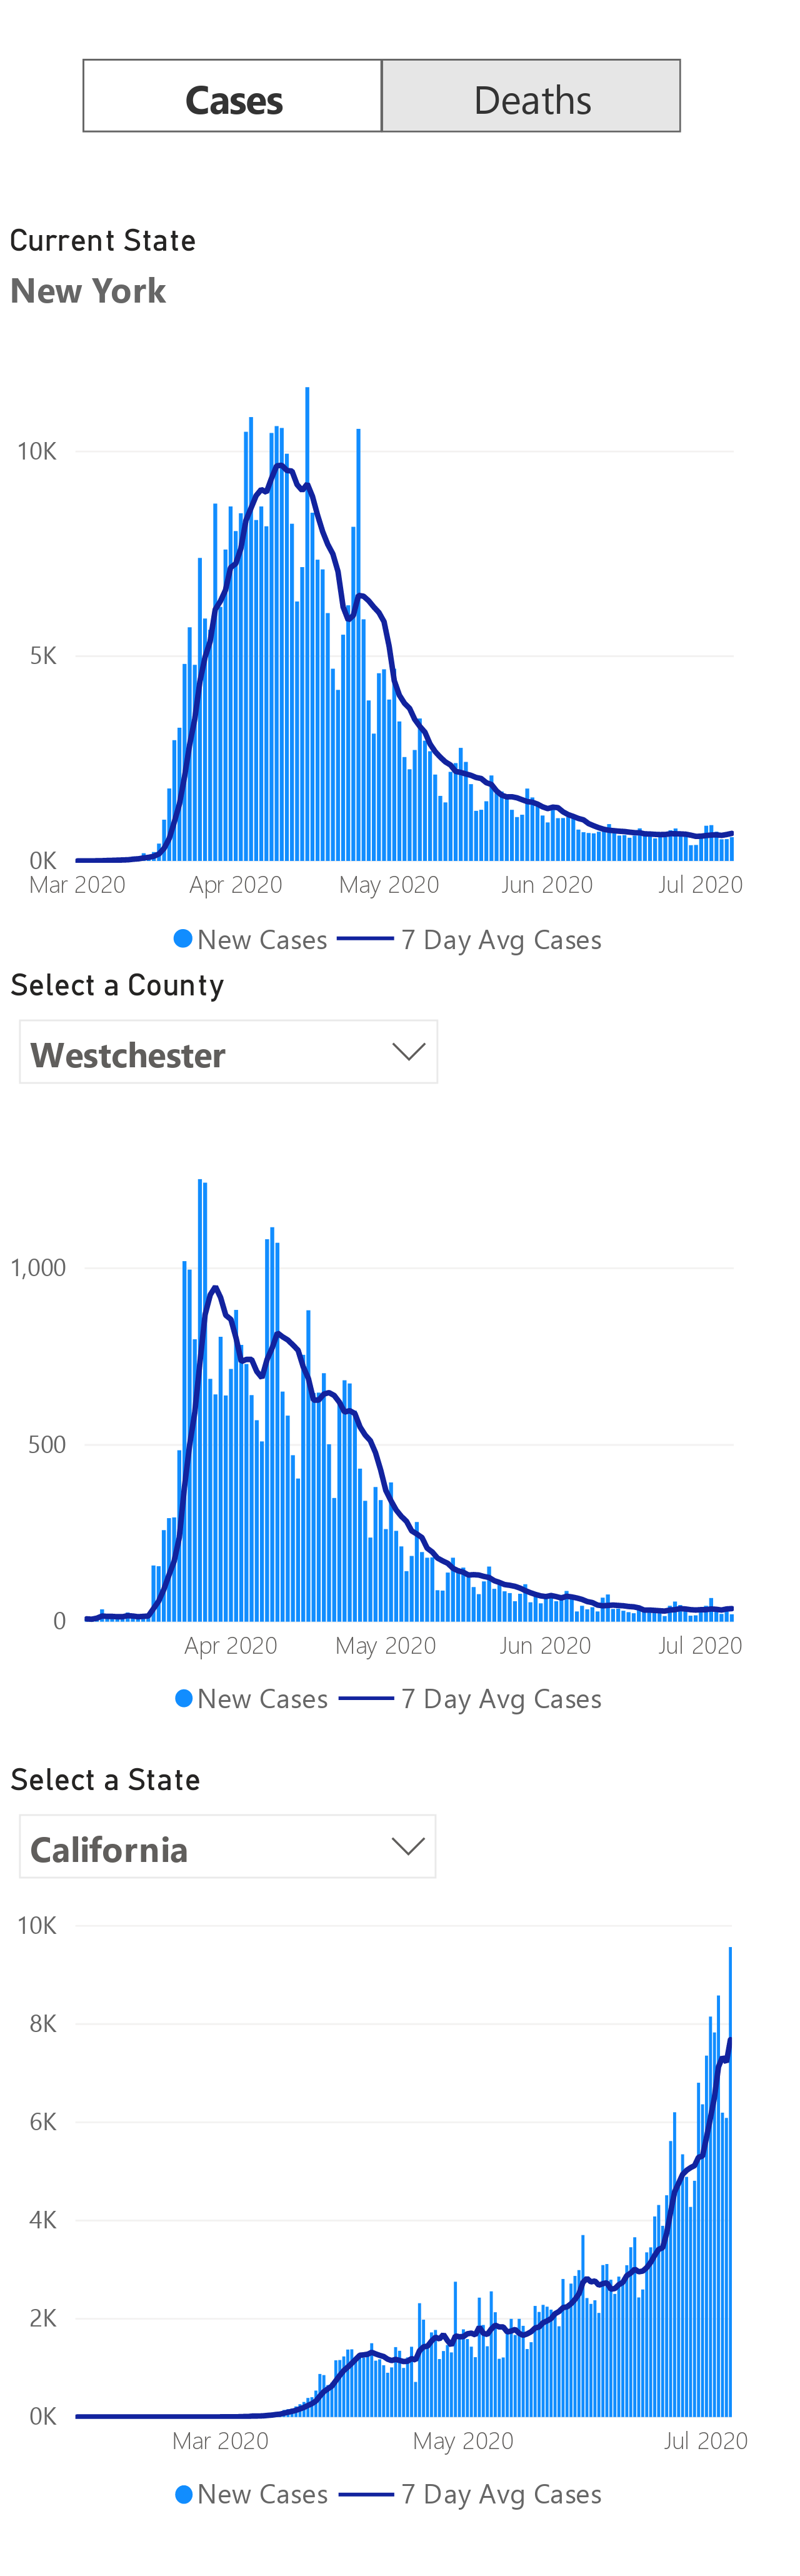 Cases Deaths
Current State
New York
10K
5K
0K
Mar 2020 Apr 2020 May 2020 Jun 2020 Jul 2020
New Cases 7 Day Avg Cases
Select a County
Westchester
1,000
500
0
Apr 2020 May 2020 Jun 2020 Jul 2020
New Cases 7 Day Avg Cases
Select a State
California
10K
8K
6K
4K
2K
0K
Mar 2020 May 2020 Jul 2020
New Cases 7 Day Avg Cases